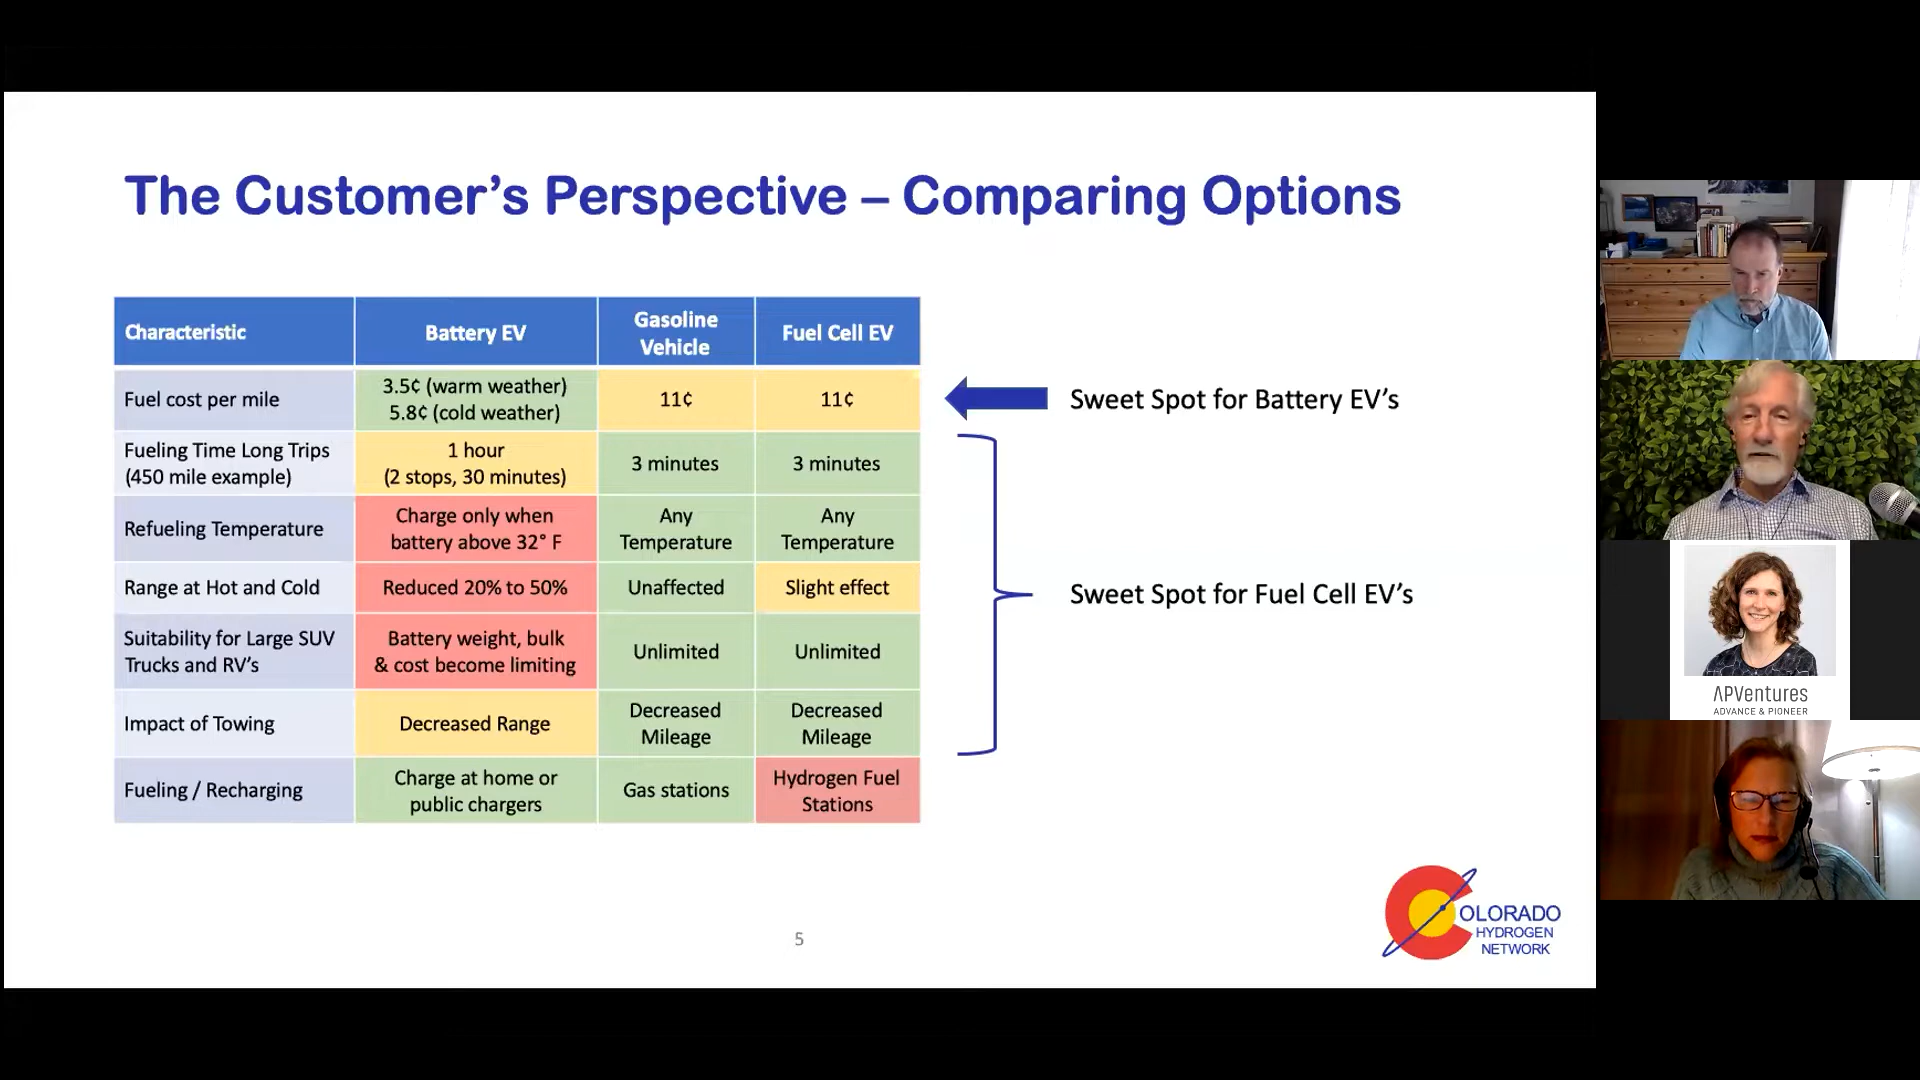 The Customer’s Perspective – Comparing Options
Characteristic
Battery EV
Gasoline
Vehicle
Fuel Cell EV
Fuel cost per mile
3.5¢ (warm weather)
5.8¢ (cold weather)
11¢
11¢
Fueling Time Long Trips
(450 mile example)
1 hour
(2 stops, 30 minutes)
3 minutes
3 minutes
Refueling Temperature
Charge only when
battery above 32° F
Any
Temperature
Any
Temperature
Range at Hot and Cold
Reduced 20% to 50%
Unaffected
Slight effect
Suitability for Large SUV
Trucks and RV’s
Battery weight, bulk
& cost become limiting
Unlimited
Unlimited
Impact of Towing
Decreased Range
Decreased
Mileage
Decreased
Mileage
Fueling / Recharging
Charge at home or
public chargers
Gas stations
Hydrogen Fuel
Stations
Sweet Spot for Battery EV’s
Sweet Spot for Fuel Cell EV’s
5
COLORADO
HYDROGEN
NETWORK
APVentures
ADVANCE & PIONEER